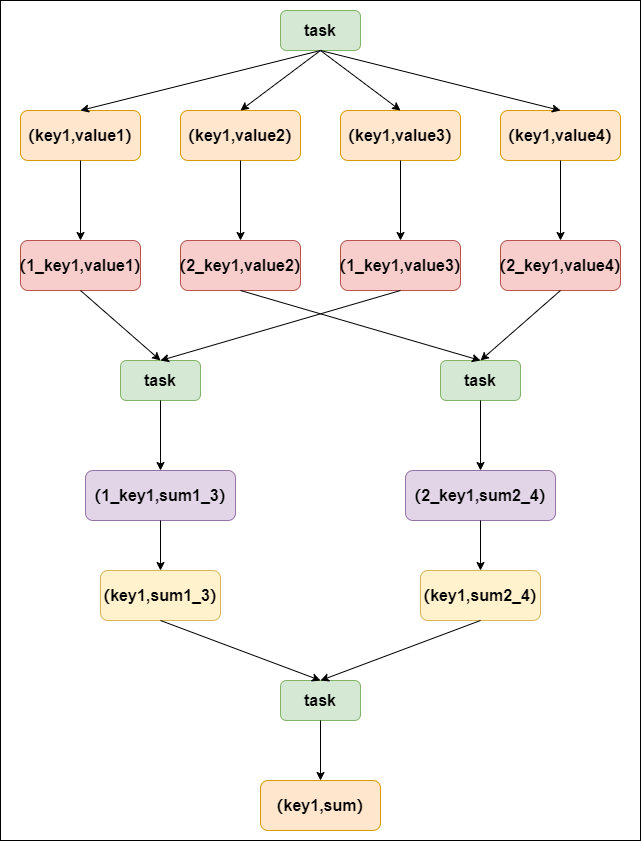 task
(key1,value1)
(key1,value2)
(key1,value3)
(key1,value4)
(1_key1,value1)
(2_key1,value2)
(1_key1,value3)
(2_key1,value4)
task
task
(1_key1,sum1_3)
(2_key1,sum2_4)
(key1,sum1_3)
(key1,sum2_4)
task
(key1,sum)